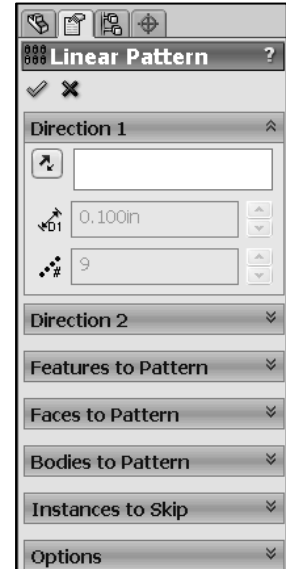 Linear Pattern ?
Direction 1
D1 0.100in
# 9
Direction 2
Features to Pattern
Faces to Pattern
Bodies to Pattern
Instances to Skip
Options